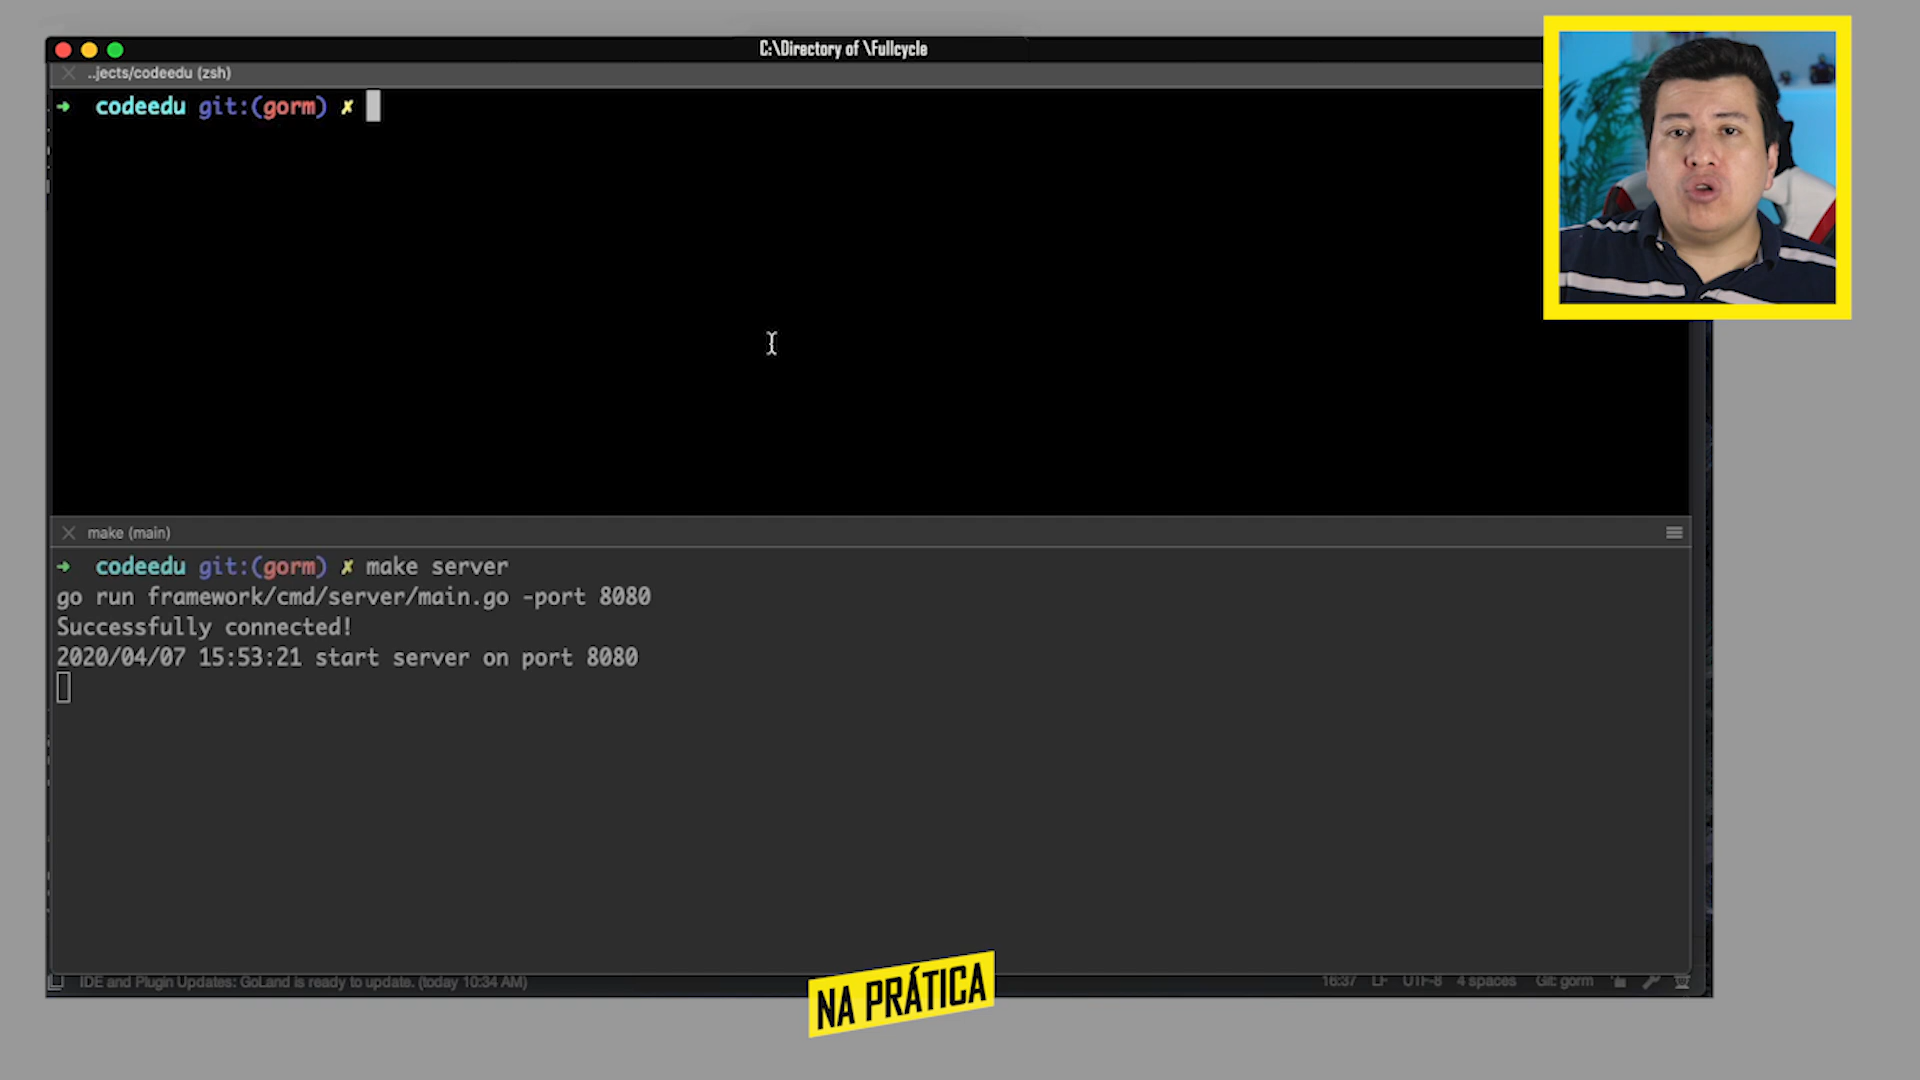 C:\Directory of \Fullcycle
..jects/codeedu (zsh)
➜ codeedu git:(gorm) ✗
make (main)
➜ codeedu git:(gorm) ✗ make server
go run framework/cmd/server/main.go -port 8080
Successfully connected!
2020/04/07 15:53:21 start server on port 8080
IDE and Plugin Updates: GoLand is ready to update. (today 10:34 AM)
16:37 LF UTF-8 4 spaces Git: gorm
NA PRÁTICA